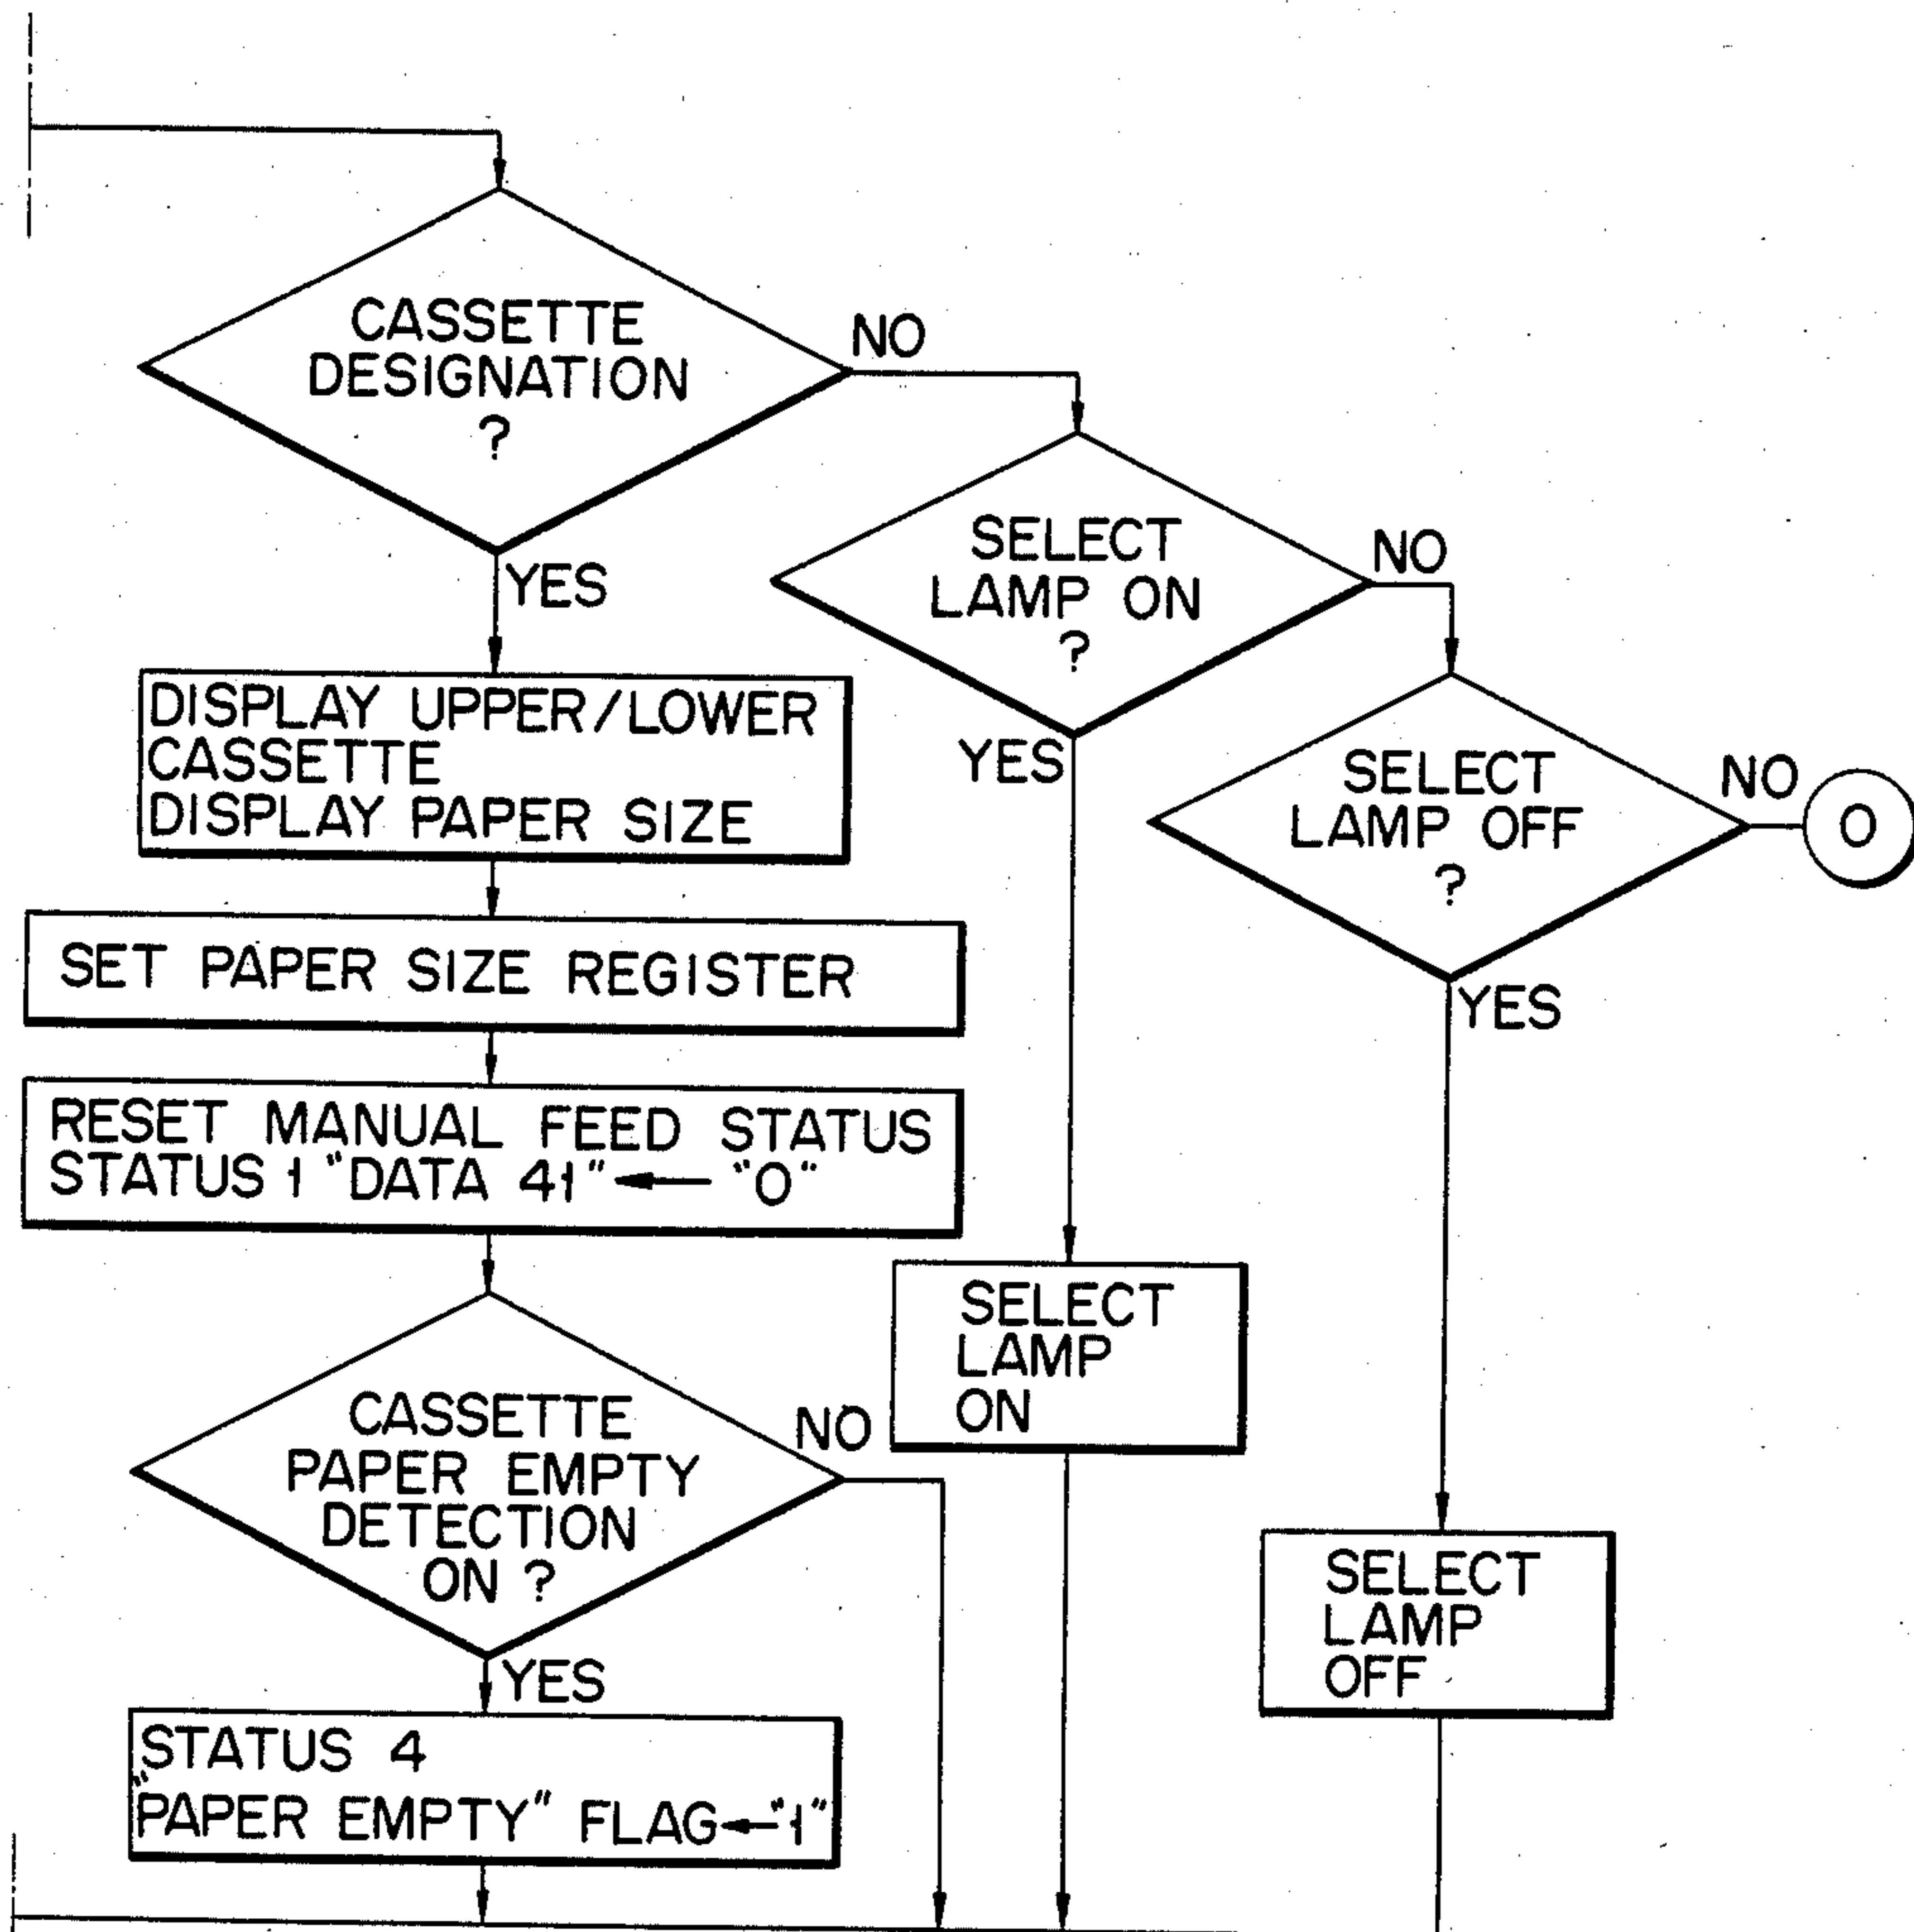 CASSETTE
DESIGNATION
?
NO
YES
SELECT
LAMP ON
?
NO
YES
SELECT
LAMP OFF
?
NO
O
YES
DISPLAY UPPER/LOWER
CASSETTE
DISPLAY PAPER SIZE
SET PAPER SIZE REGISTER
RESET MANUAL FEED STATUS
STATUS 1 "DATA 41" ← "0"
CASSETTE
PAPER EMPTY
DETECTION
ON ?
NO
YES
SELECT
LAMP
ON
SELECT
LAMP
OFF
STATUS 4
"PAPER EMPTY" FLAG←"1"